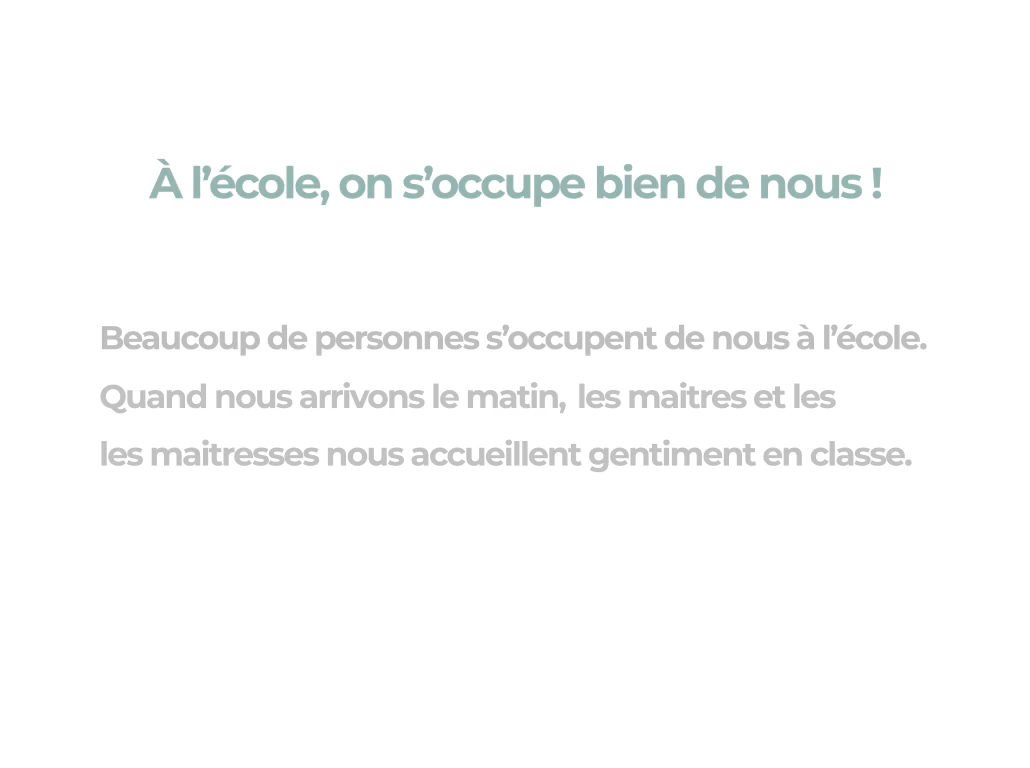 À l’école, on s’occupe bien de nous !
Beaucoup de personnes s’occupent de nous à l’école.
Quand nous arrivons le matin, les maitres et les
les maitresses nous accueillent gentiment en classe.